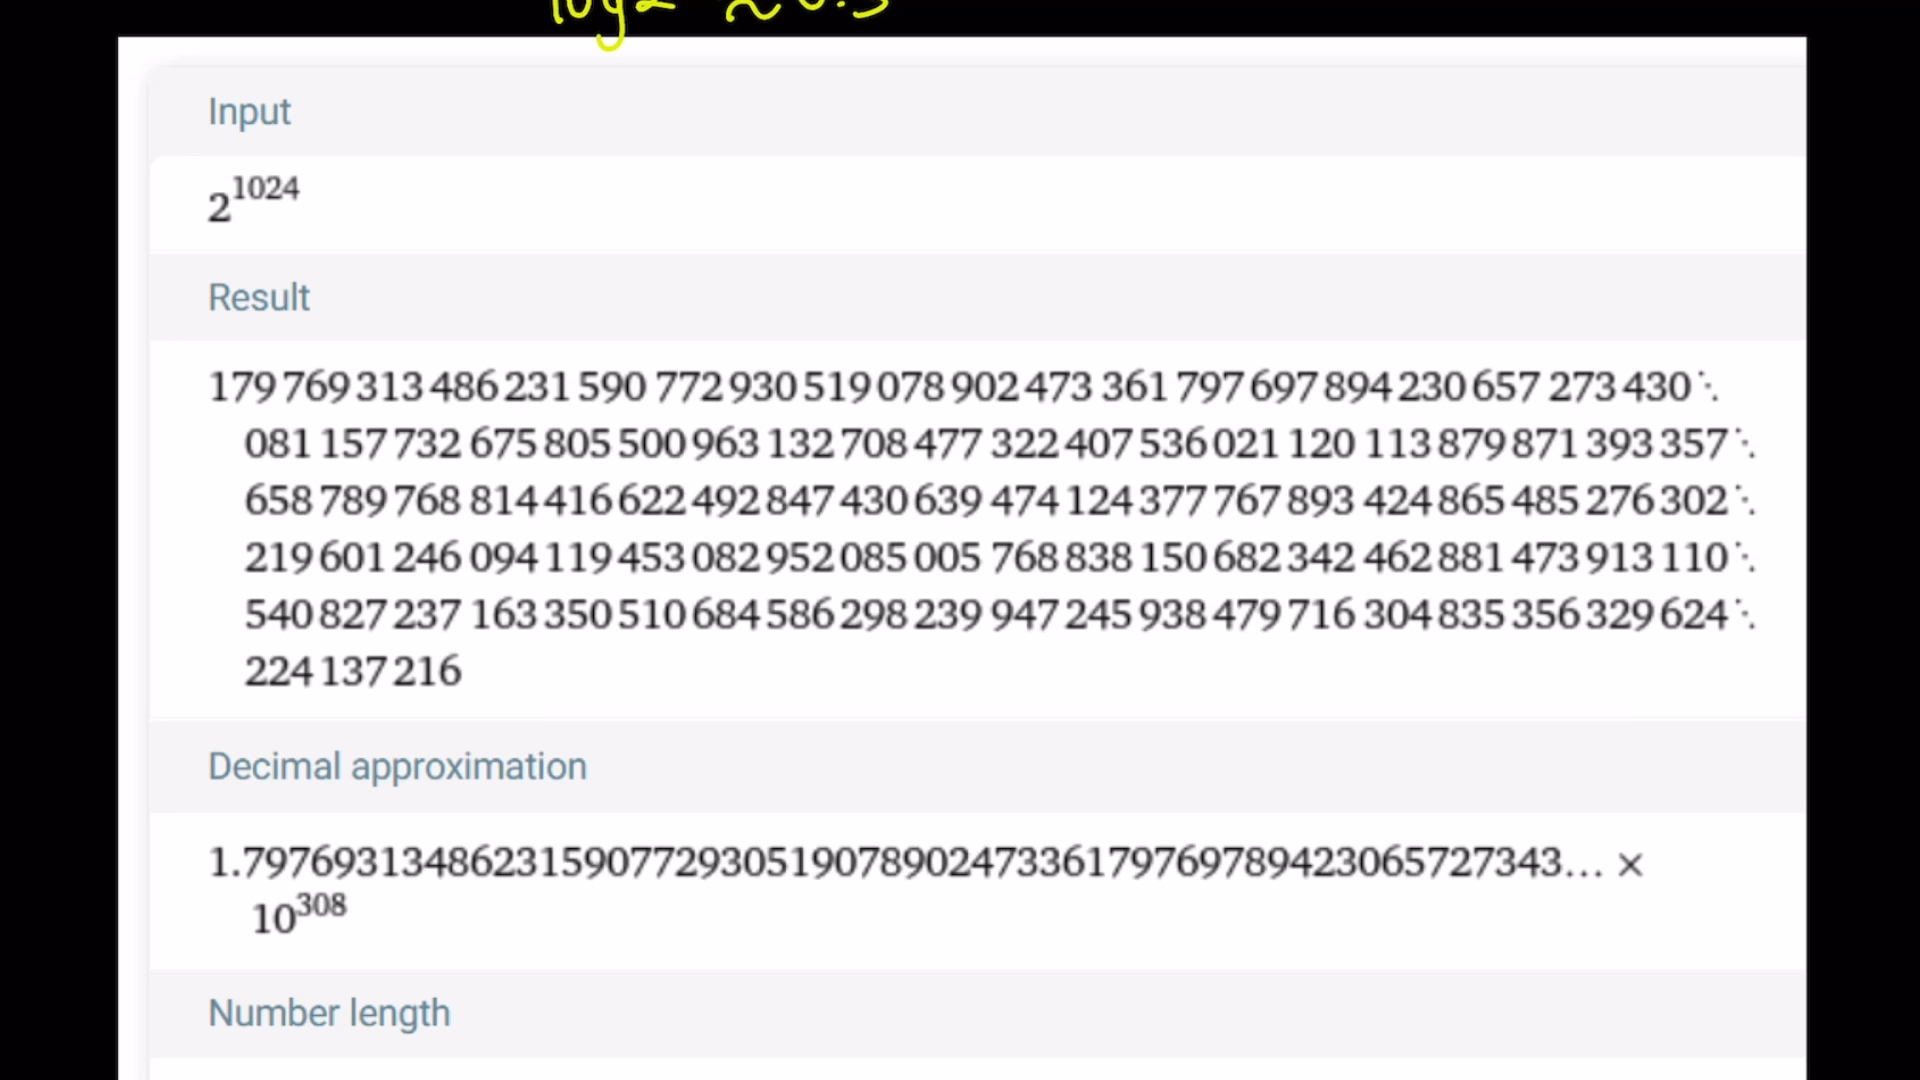 log2 ≈ 0.3
Input
2^1024
Result
179 769 313 486 231 590 772 930 519 078 902 473 361 797 697 894 230 657 273 430⋱
081 157 732 675 805 500 963 132 708 477 322 407 536 021 120 113 879 871 393 357⋱
658 789 768 814 416 622 492 847 430 639 474 124 377 767 893 424 865 485 276 302⋱
219 601 246 094 119 453 082 952 085 005 768 838 150 682 342 462 881 473 913 110⋱
540 827 237 163 350 510 684 586 298 239 947 245 938 479 716 304 835 356 329 624⋱
224 137 216
Decimal approximation
1.797693134862315907729305190789024733617976978942306572​7343... ×
10^308
Number length